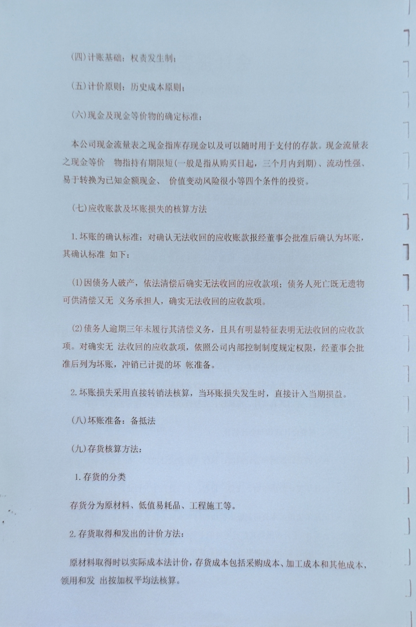 (四)计账基础：权责发生制；
(五)计价原则：历史成本原则；
(六)现金及现金等价物的确定标准：
本公司现金流量表之现金指库存现金以及可以随时用于支付的存款。现金流量表
之现金等价 物指持有期限短(一般是指从购买日起，三个月内到期)、流动性强、
易于转换为已知金额现金、 价值变动风险很小等四个条件的投资。
(七)应收账款及坏账损失的核算方法
1.坏账的确认标准：对确认无法收回的应收账款报经董事会批准后确认为坏账，
其确认标准 如下：
(1)因债务人破产，依法清偿后确实无法收回的应收款项；债务人死亡既无遗物
可供清偿又无 义务承担人，确实无法收回的应收款项。
(2)债务人逾期三年未履行其清偿义务，且具有明显特征表明无法收回的应收款
项。对确实无 法收回的应收款项，依照公司内部控制制度规定权限，经董事会批
准后列为坏账，冲销已计提的坏 帐准备。
2.坏账损失采用直接转销法核算，当坏账损失发生时，直接计入当期损益。
(八)坏账准备：备低法
(九)存货核算方法：
1.存货的分类
存货分为原材料、低值易耗品、工程施工等。
2.存货取得和发出的计价方法：
原材料取得时以实际成本法计价，存货成本包括采购成本、加工成本和其他成本，
领用和发 出按加权平均法核算。